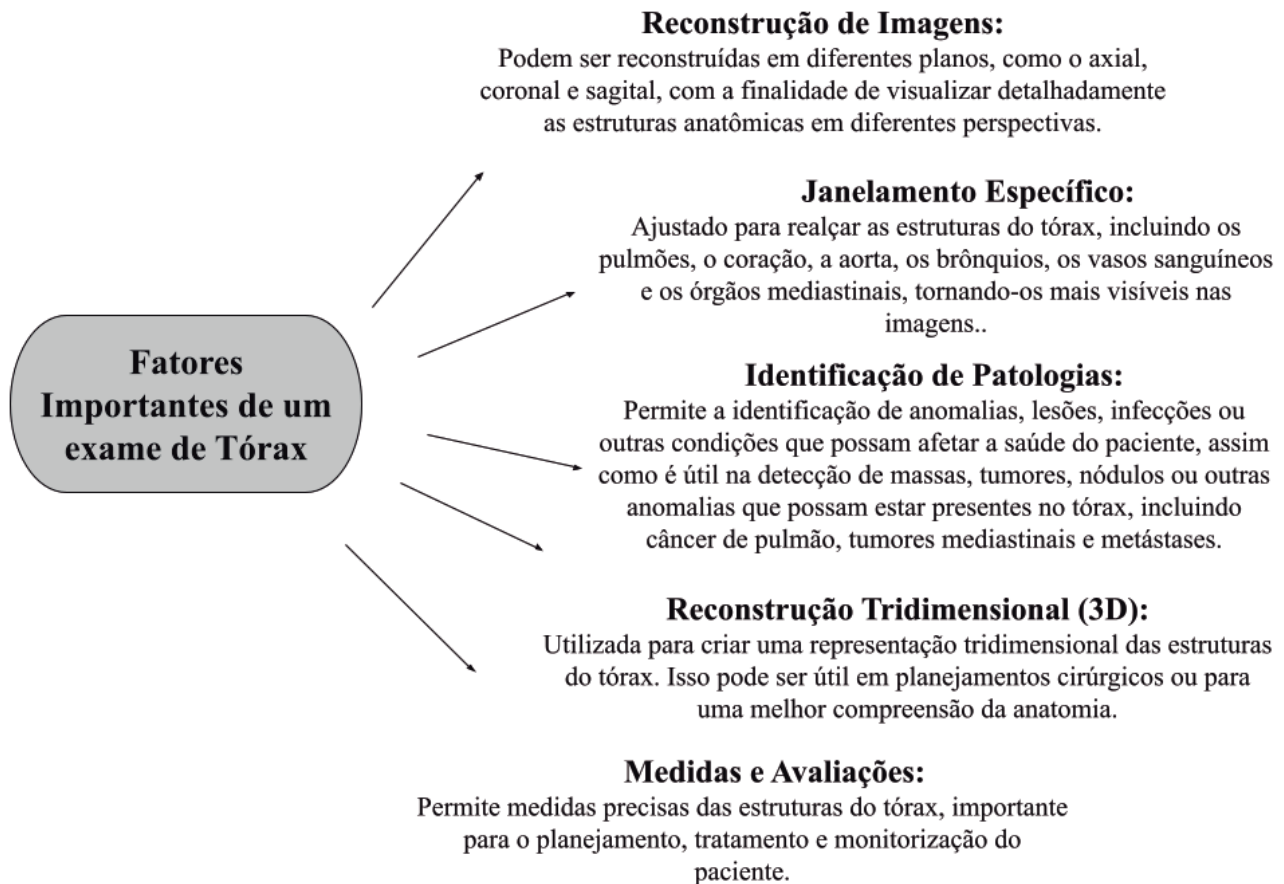 Reconstrução de Imagens:
Podem ser reconstruídas em diferentes planos, como o axial,
coronal e sagital, com a finalidade de visualizar detalhadamente
as estruturas anatômicas em diferentes perspectivas.
Janelamento Específico:
Ajustado para realçar as estruturas do tórax, incluindo os
pulmões, o coração, a aorta, os brônquios, os vasos sanguíneos
e os órgãos mediastinais, tornando-os mais visíveis nas
imagens..
Fatores
Importantes de um
exame de Tórax
Identificação de Patologias:
Permite a identificação de anomalias, lesões, infecções ou
outras condições que possam afetar a saúde do paciente, assim
como é útil na detecção de massas, tumores, nódulos ou outras
anomalias que possam estar presentes no tórax, incluindo
câncer de pulmão, tumores mediastinais e metástases.
Reconstrução Tridimensional (3D):
Utilizada para criar uma representação tridimensional das estruturas
do tórax. Isso pode ser útil em planejamentos cirúrgicos ou para
uma melhor compreensão da anatomia.
Medidas e Avaliações:
Permite medidas precisas das estruturas do tórax, importante
para o planejamento, tratamento e monitorização do
paciente.